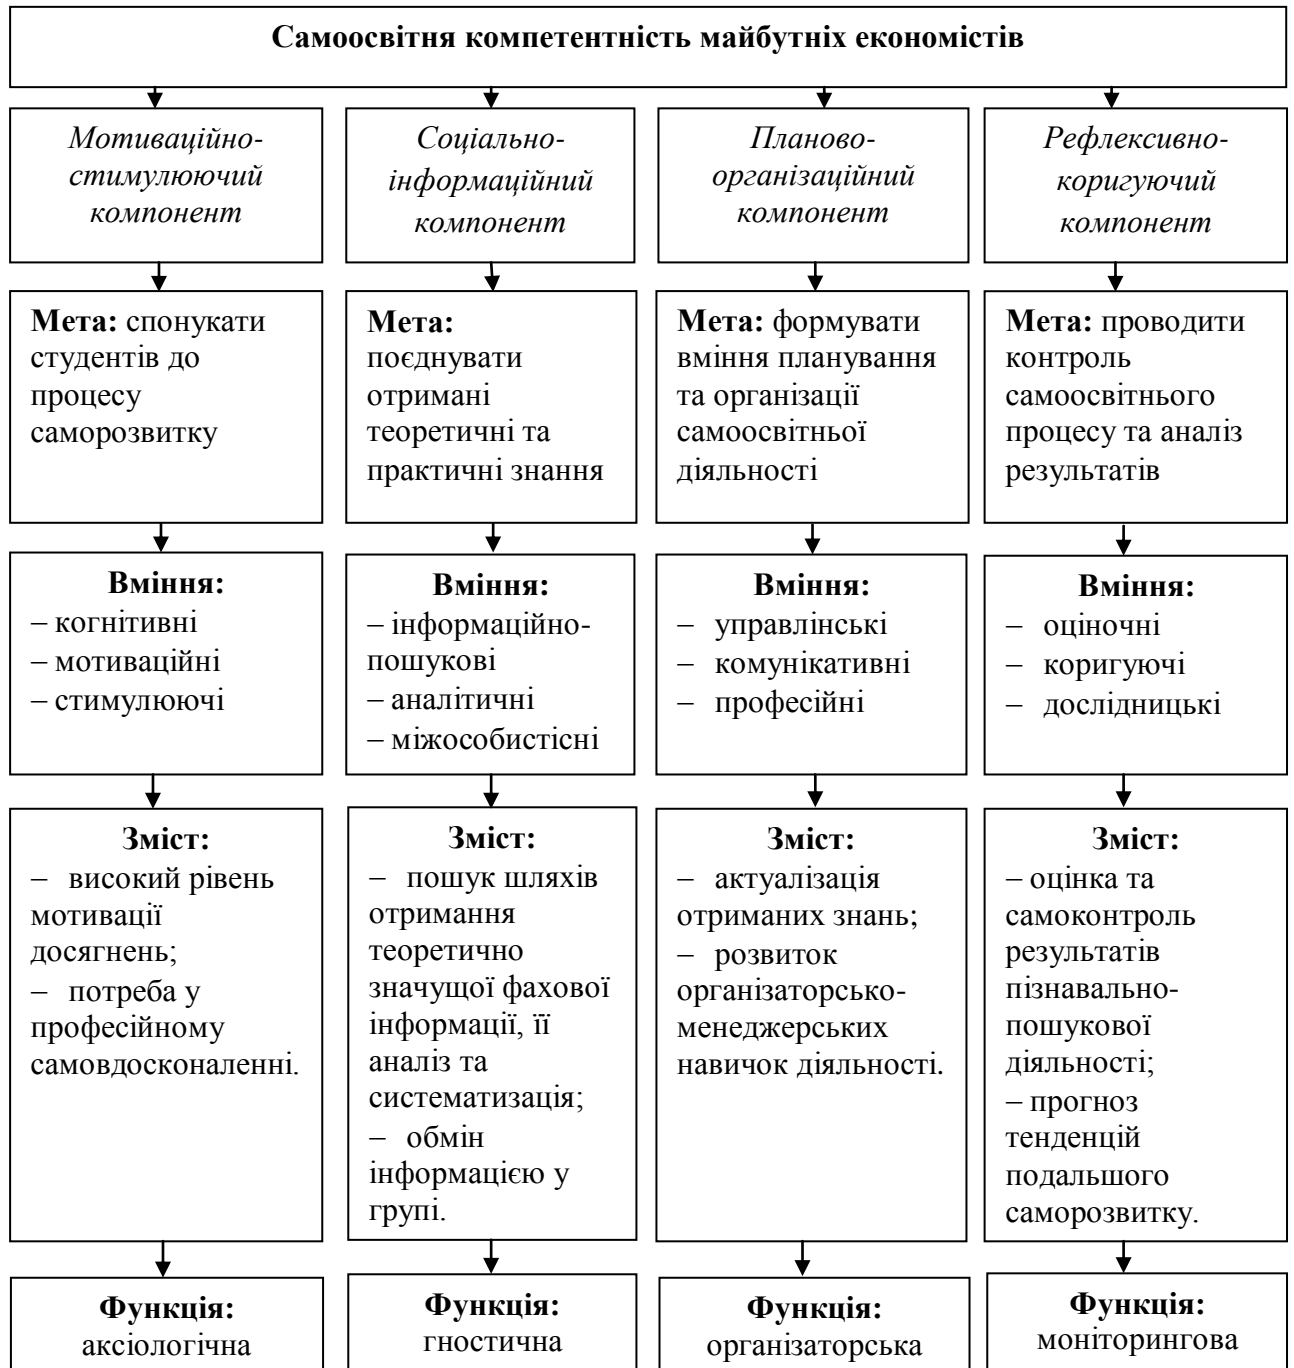 Самоосвітня компетентність майбутніх економістів
Мотиваційно-
стимулюючий
компонент
Соціально-
інформаційний
компонент
Планово-
організаційний
компонент
Рефлексивно-
коригуючий
компонент
Мета: спонукати
студентів до
процесу
саморозвитку
Мета:
поєднувати
отримані
теоретичні та
практичні знання
Мета: формувати
вміння планування
та організації
самоосвітньої
діяльності
Мета: проводити
контроль
самоосвітнього
процесу та аналіз
результатів
Вміння:
– когнітивні
– мотиваційні
– стимулюючі
Вміння:
– інформаційно-
пошукові
– аналітичні
– міжособистісні
Вміння:
– управлінські
– комунікативні
– професійні
Вміння:
– оціночні
– коригуючі
– дослідницькі
Зміст:
– високий рівень
мотивації
досягнень;
– потреба у
професійному
самовдосконаленні.
Зміст:
– пошук шляхів
отримання
теоретично
значущої фахової
інформації, її
аналіз та
систематизація;
– обмін
інформацією у
групі.
Зміст:
– актуалізація
отриманих знань;
– розвиток
організаторсько-
менеджерських
навичок діяльності.
Зміст:
– оцінка та
самоконтроль
результатів
пізнавально-
пошукової
діяльності;
– прогноз
тенденцій
подальшого
саморозвитку.
Функція:
аксіологічна
Функція:
гностична
Функція:
організаторська
Функція:
моніторингова